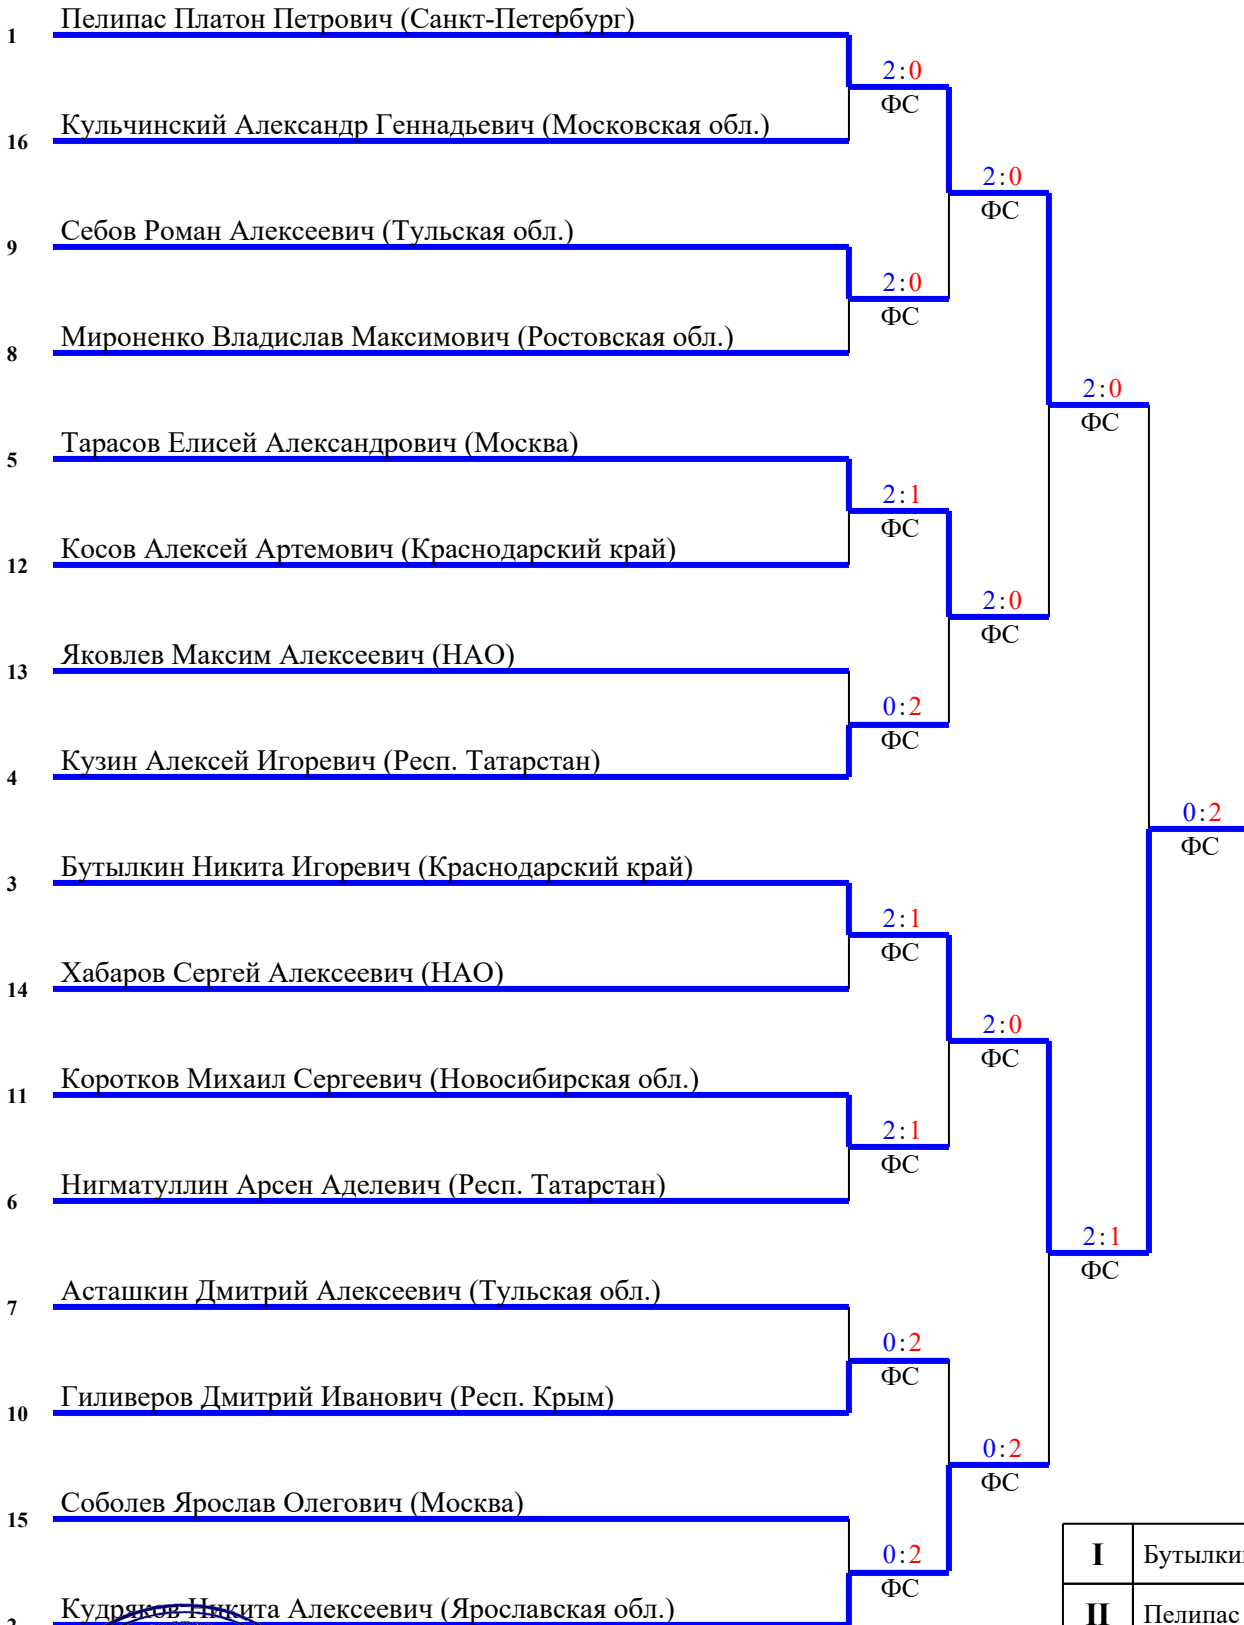 Пелипас Платон Петрович (Санкт-Петербург)
1
2:0
ФС
Кульчинский Александр Геннадьевич (Московская обл.)
16
2:0
ФС
Себов Роман Алексеевич (Тульская обл.)
9
2:0
ФС
Мироненко Владислав Максимович (Ростовская обл.)
8
2:0
ФС
Тарасов Елисей Александрович (Москва)
5
2:1
ФС
Косов Алексей Артемович (Краснодарский край)
12
2:0
ФС
Яковлев Максим Алексеевич (НАО)
13
0:2
ФС
Кузин Алексей Игоревич (Респ. Татарстан)
4
0:2
ФС
Бутылкин Никита Игоревич (Краснодарский край)
3
2:1
ФС
Хабаров Сергей Алексеевич (НАО)
14
2:0
ФС
Коротков Михаил Сергеевич (Новосибирская обл.)
11
2:1
ФС
Нигматуллин Арсен Аделевич (Респ. Татарстан)
6
2:1
ФС
Асташкин Дмитрий Алексеевич (Тульская обл.)
7
0:2
ФС
Гиливеров Дмитрий Иванович (Респ. Крым)
10
0:2
ФС
Соболев Ярослав Олегович (Москва)
15
0:2
ФС
I
Кудряков Никита Алексеевич (Ярославская обл.)
II Пелипас